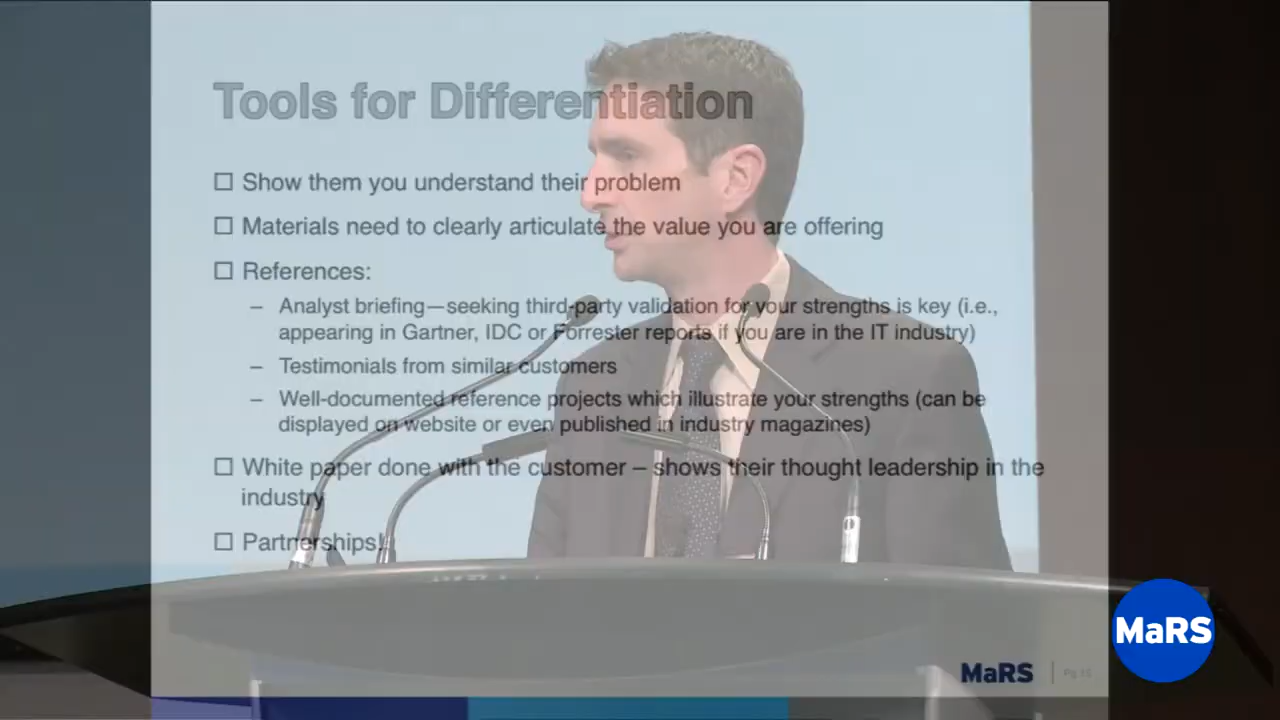 Tools for Differentiation
☐ Show them you understand their problem
☐ Materials need to clearly articulate the value you are offering
☐ References:
– Analyst briefing—seeking third-party validation for your strengths is key (i.e.,
appearing in Gartner, IDC or Forrester reports if you are in the IT industry)
– Testimonials from similar customers
– Well-documented reference projects which illustrate your strengths (can be
displayed on website or even published in industry magazines)
☐ White paper done with the customer – shows their thought leadership in the
industry
☐ Partnerships!
MaRS
MaRS